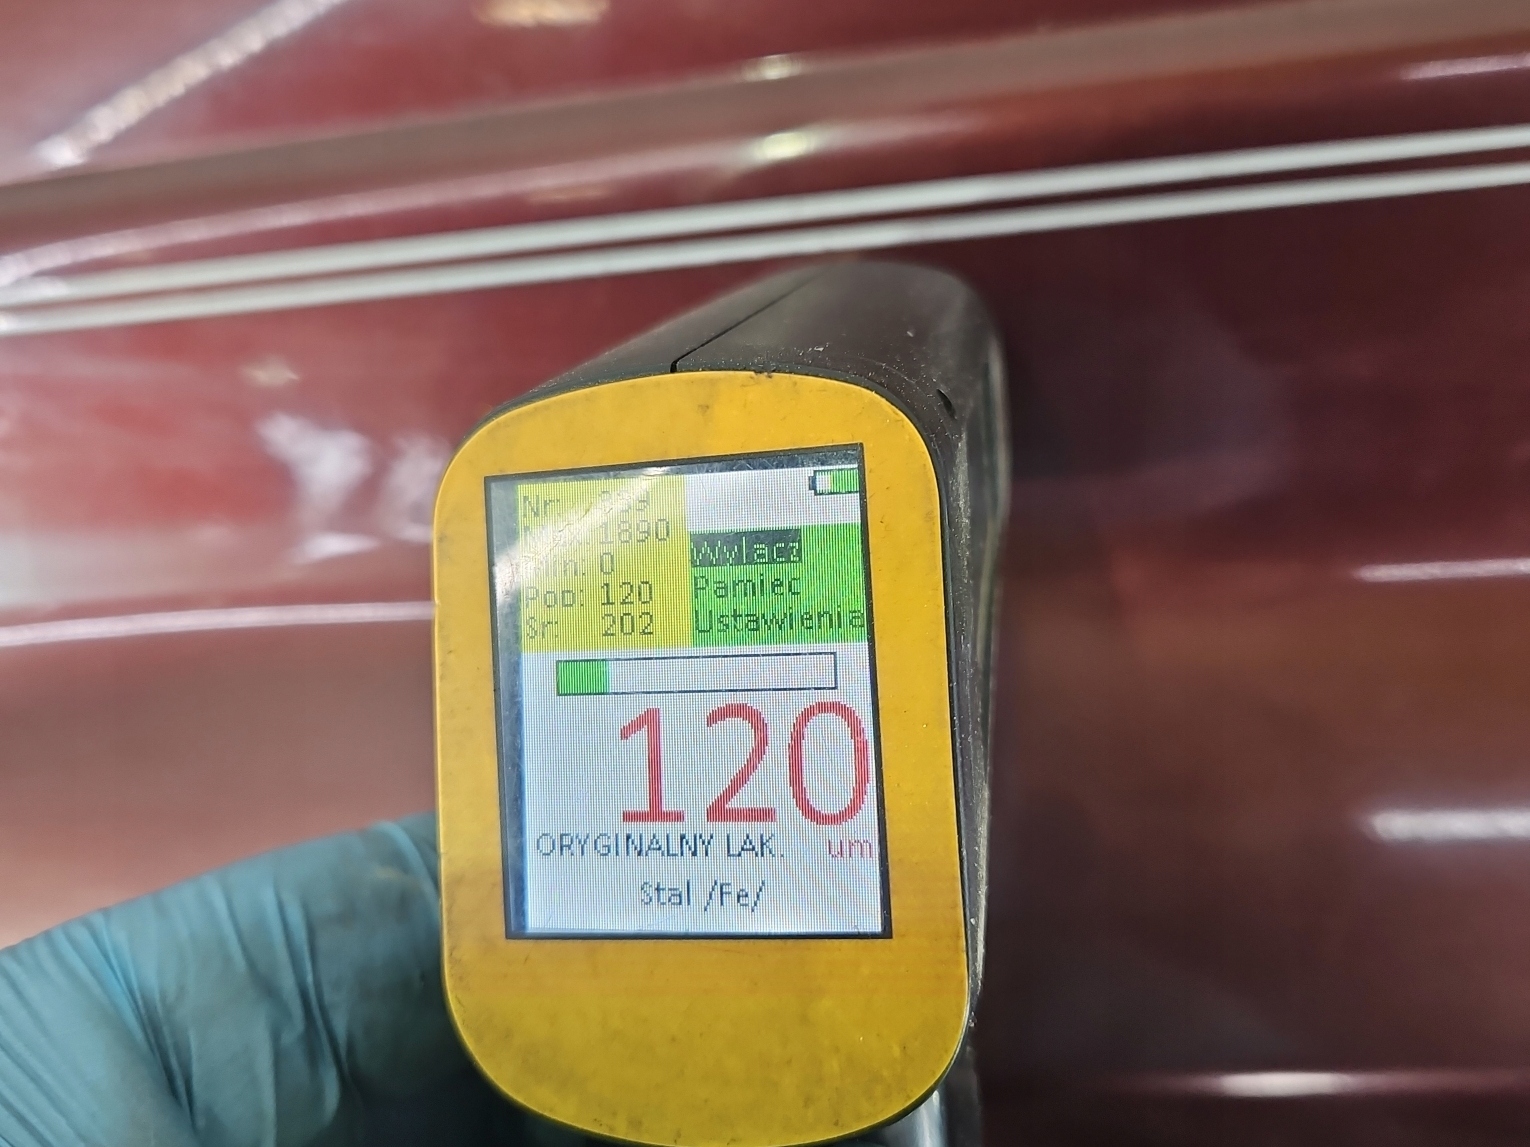 Nr:
1890
Min: 0
Pop: 120
Sr: 202
Wylacz
Pamiec
Ustawienia
120
ORYGINALNY LAK. um
Stal /Fe/